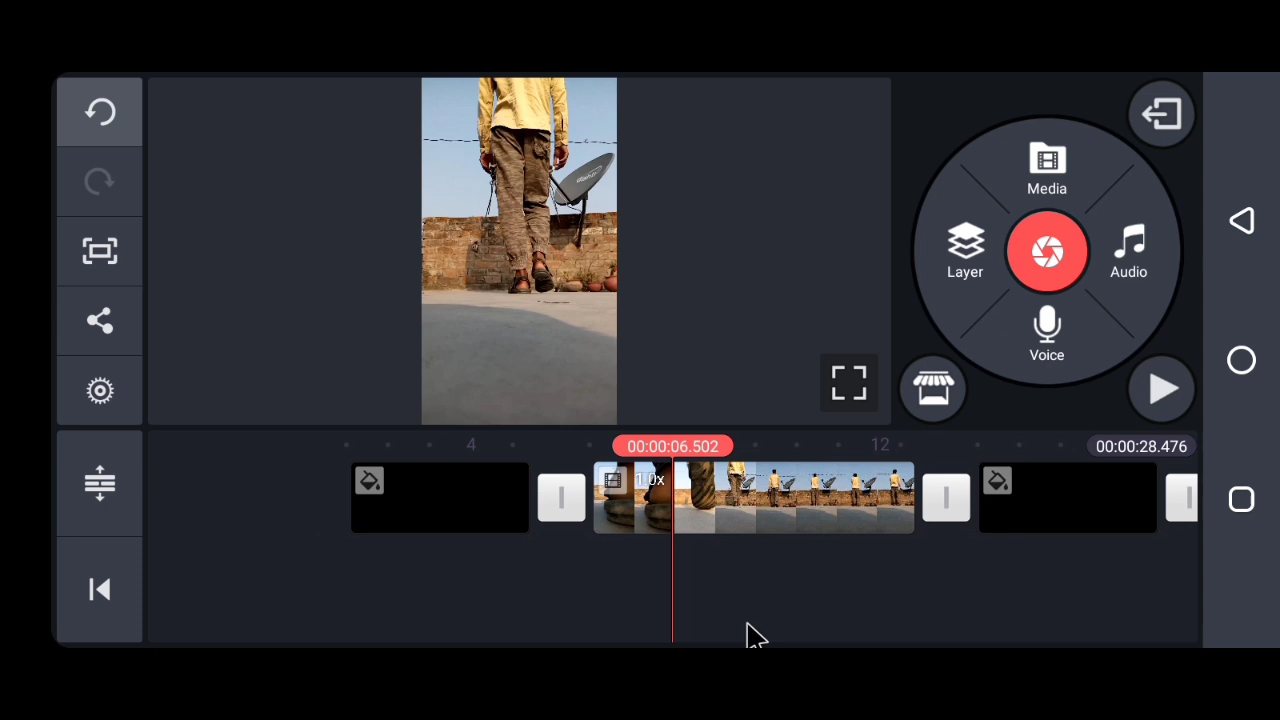 Media
Layer
Audio
Voice
4
00:00:06.502
12
00:00:28.476
1.0x